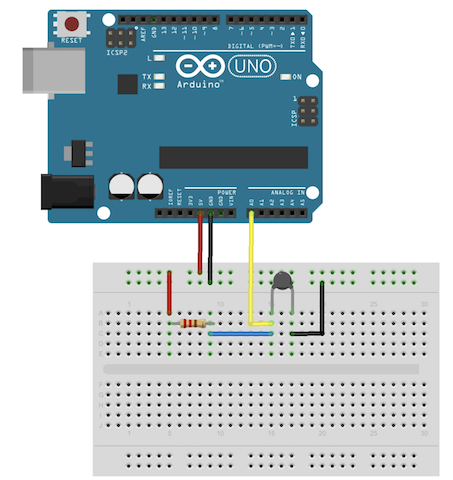 RESET
ICSP2
AREF
GND
13
12
~11
~10
~9
8
7
~6
~5
4
~3
2
TX▸1
RX◂0
DIGITAL (PWM=~)
L
TX
RX
UNO
Arduino™
ON
1
ICSP
POWER
ANALOG IN
IOREF
RESET
3V3
5V
GND
GND
VIN
A0
A1
A2
A3
A4
A5
1 5 10 15 20 25 30
A
B
C
D
E
F
G
H
I
J
1 5 10 15 20 25 30